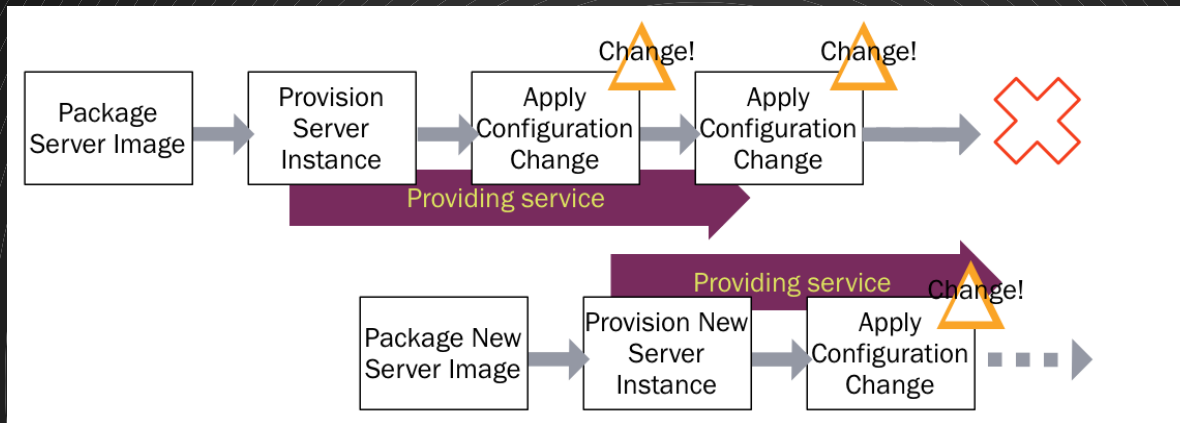 Change!
Change!
Package
Server Image
Provision
Server
Instance
Apply
Configuration
Change
Apply
Configuration
Change
Providing service
Providing service
Change!
Package New
Server Image
Provision New
Server
Instance
Apply
Configuration
Change